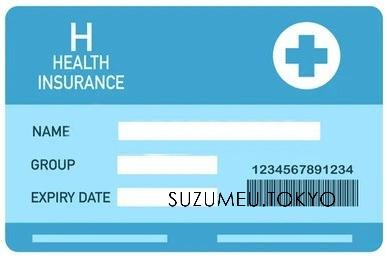 H
HEALTH
INSURANCE
NAME
GROUP
1234567891234
EXPIRY DATE
SUZUMEU.TOKYO